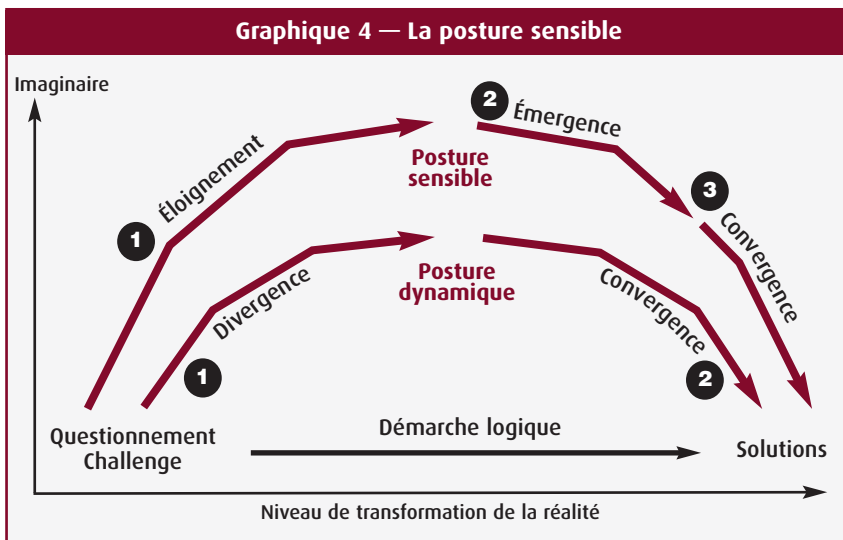 Graphique 4 — La posture sensible
Imaginaire
2 Émergence
Posture
sensible
1 Éloignement
3 Convergence
Posture
dynamique
1 Divergence
Convergence 2
Questionnement
Challenge
Démarche logique
Solutions
Niveau de transformation de la réalité